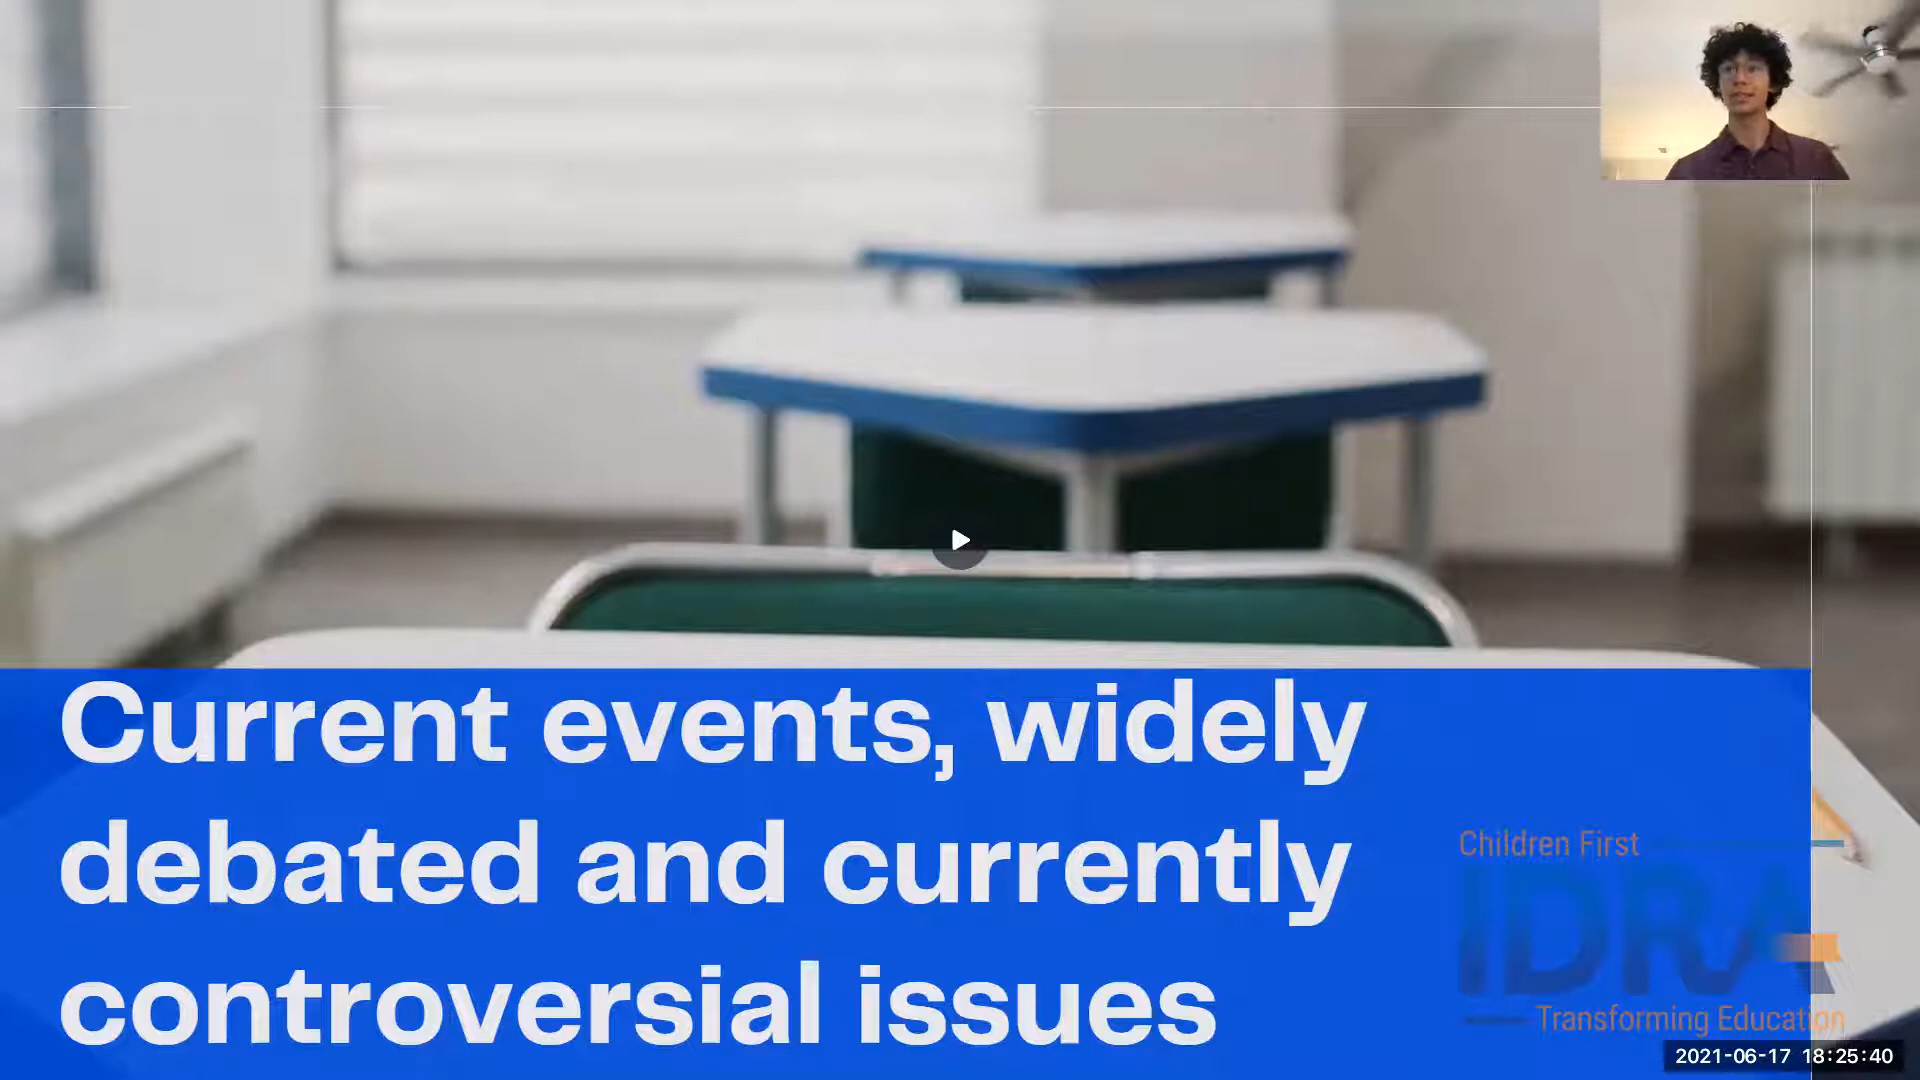 Current events, widely
debated and currently
controversial issues
Children First
IDRA
Transforming Education
2021-06-17 18:25:40